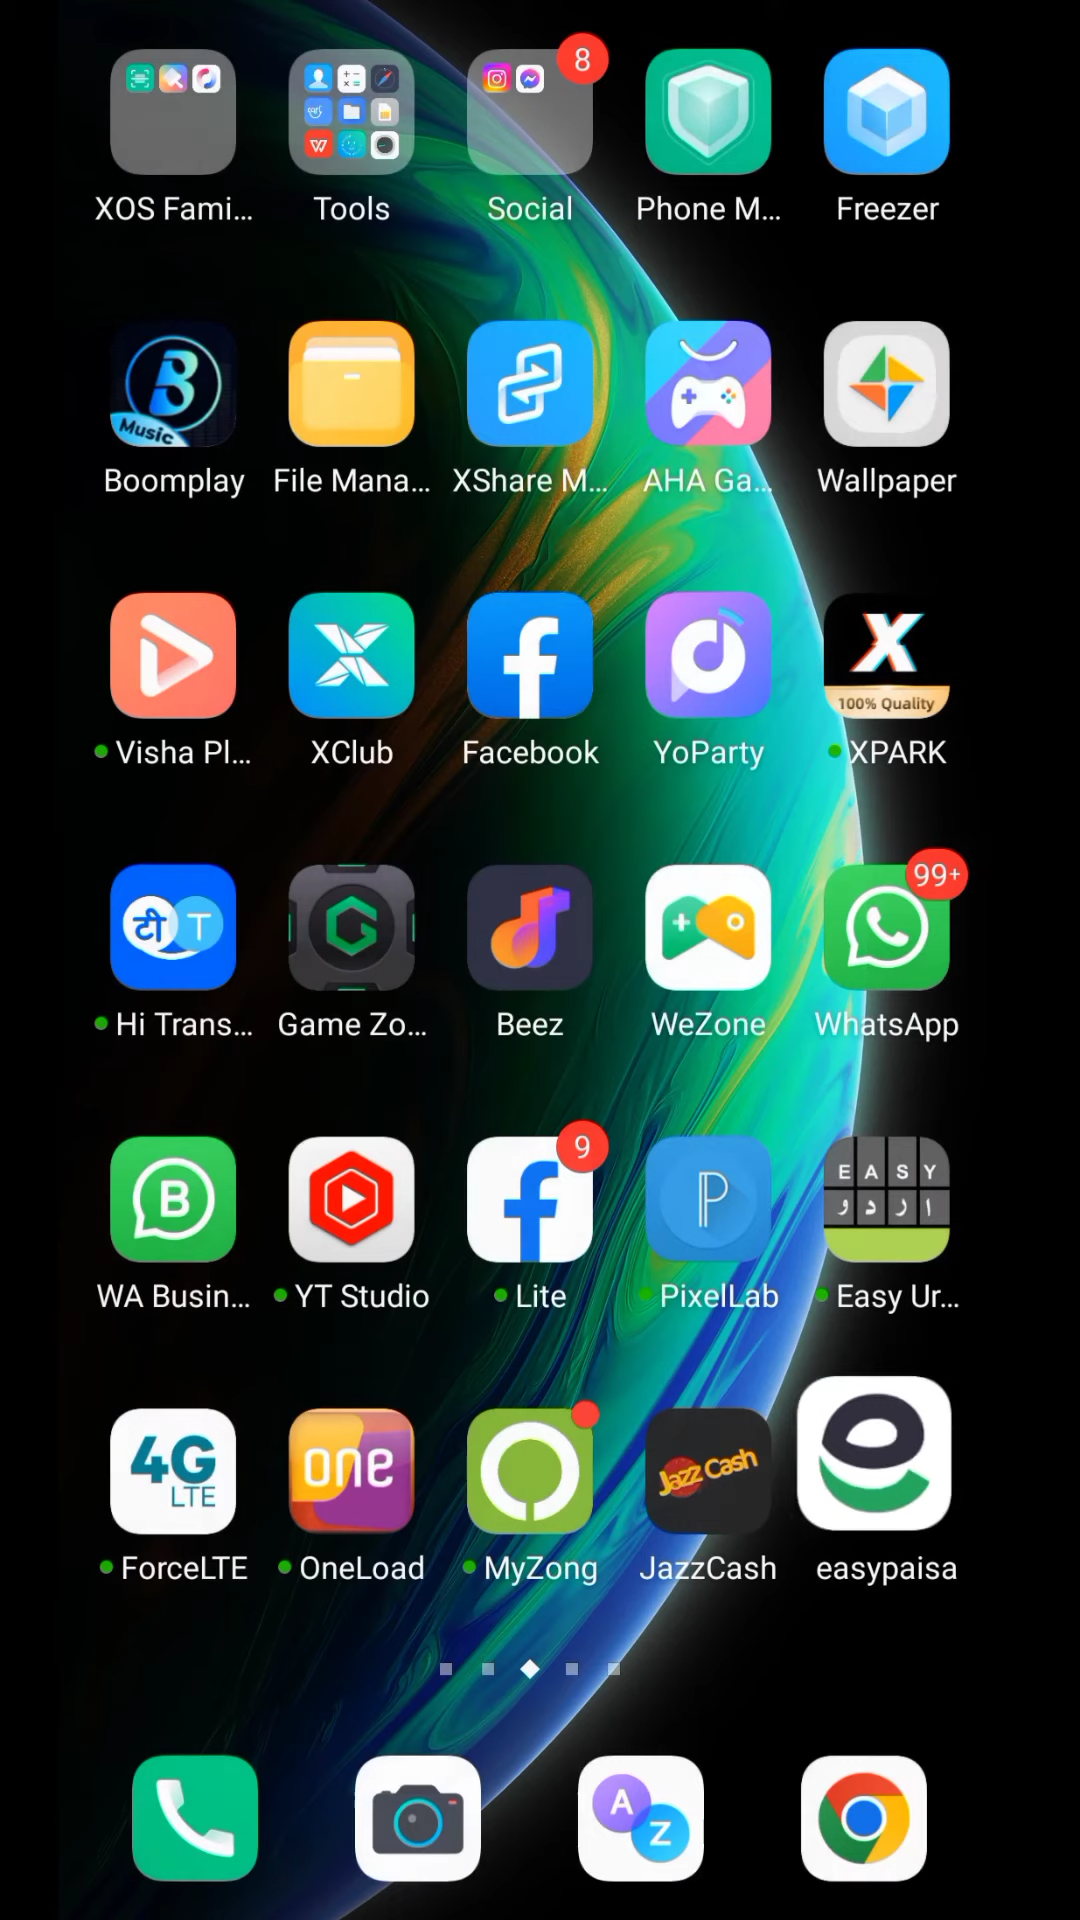 8
XOS Fami... Tools Social Phone M... Freezer
B
Music
Boomplay File Mana... XShare M... AHA Ga... Wallpaper
X
100% Quality
Visha Pl... XClub Facebook YoParty XPARK
टी T G 99+
Hi Trans... Game Zo... Beez WeZone WhatsApp
B 9 P EASY
اردو
WA Busin... YT Studio Lite PixelLab Easy Ur...
4G LTE one Jazz Cash e
ForceLTE OneLoad MyZong JazzCash easypaisa
A Z